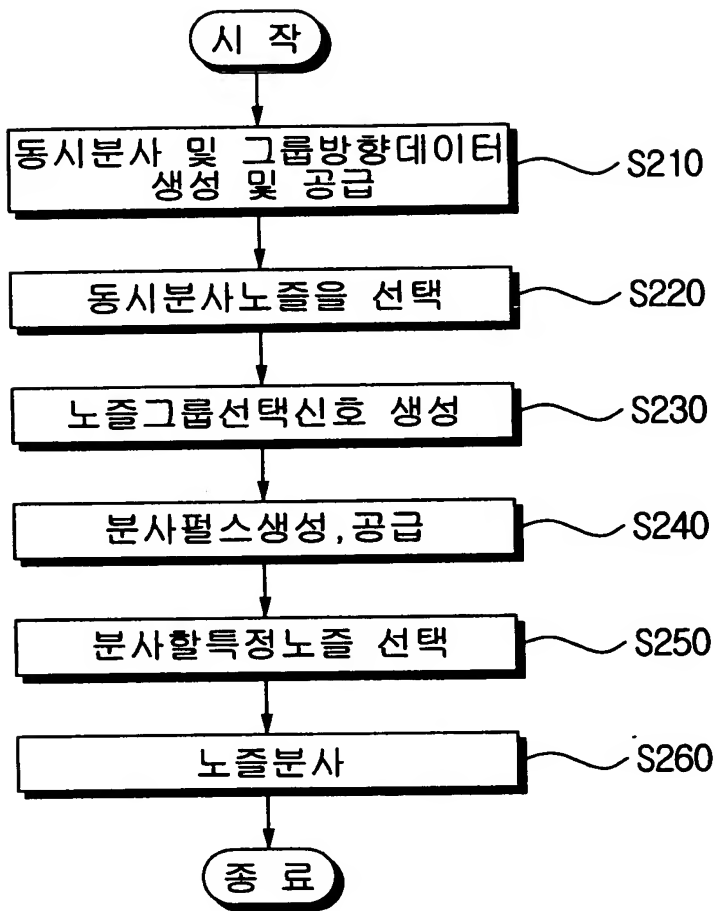 시 작
동시분사 및 그룹방향데이터
생성 및 공급
S210
동시분사노즐을 선택
S220
노즐그룹선택신호 생성
S230
분사펄스생성,공급
S240
분사할특정노즐 선택
S250
노즐분사
S260
종 료